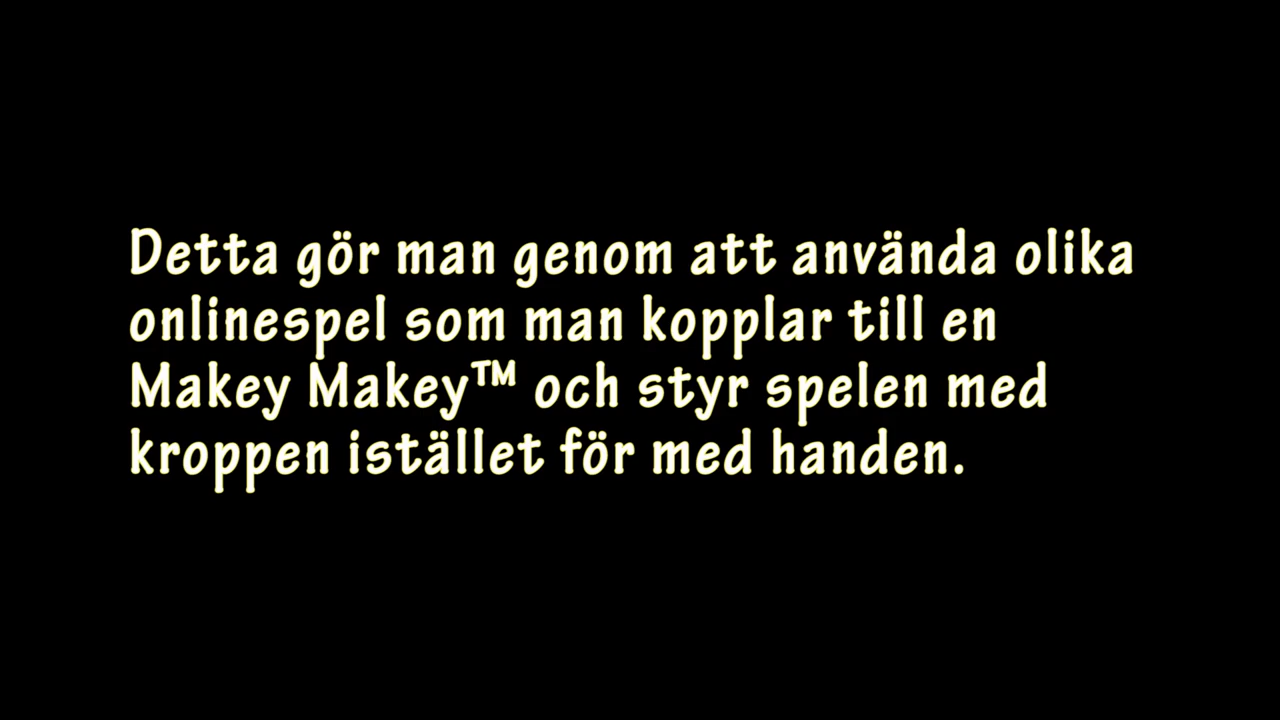 Detta gör man genom att använda olika
onlinespel som man kopplar till en
Makey Makey™ och styr spelen med
kroppen istället för med handen.